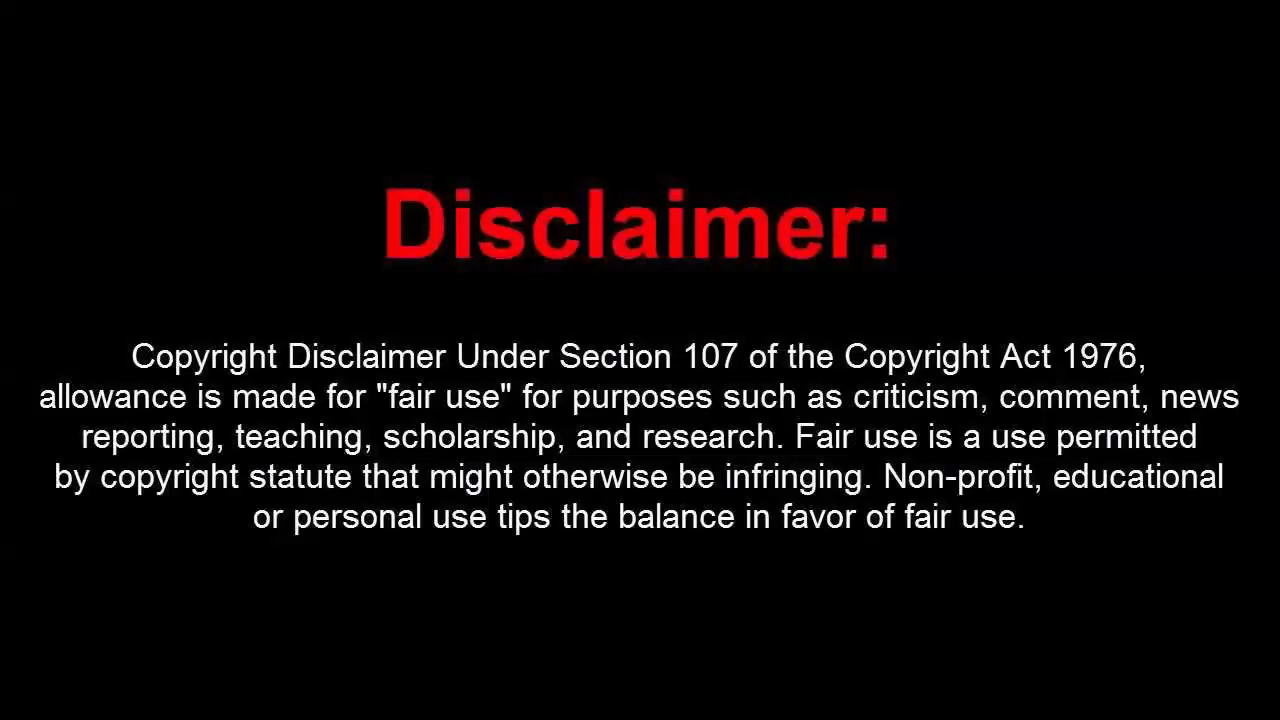 Disclaimer:
Copyright Disclaimer Under Section 107 of the Copyright Act 1976,
allowance is made for "fair use" for purposes such as criticism, comment, news
reporting, teaching, scholarship, and research. Fair use is a use permitted
by copyright statute that might otherwise be infringing. Non-profit, educational
or personal use tips the balance in favor of fair use.